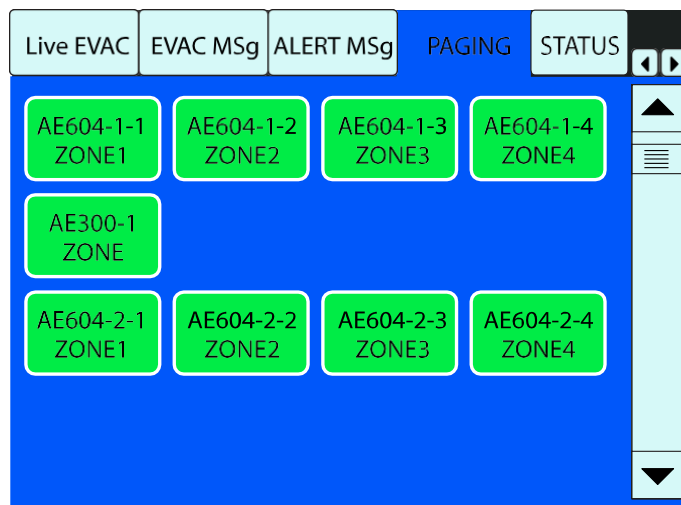 Live EVAC EVAC MSg ALERT MSg PAGING STATUS
AE604-1-1 AE604-1-2 AE604-1-3 AE604-1-4
ZONE1 ZONE2 ZONE3 ZONE4
AE300-1
ZONE
AE604-2-1 AE604-2-2 AE604-2-3 AE604-2-4
ZONE1 ZONE2 ZONE3 ZONE4